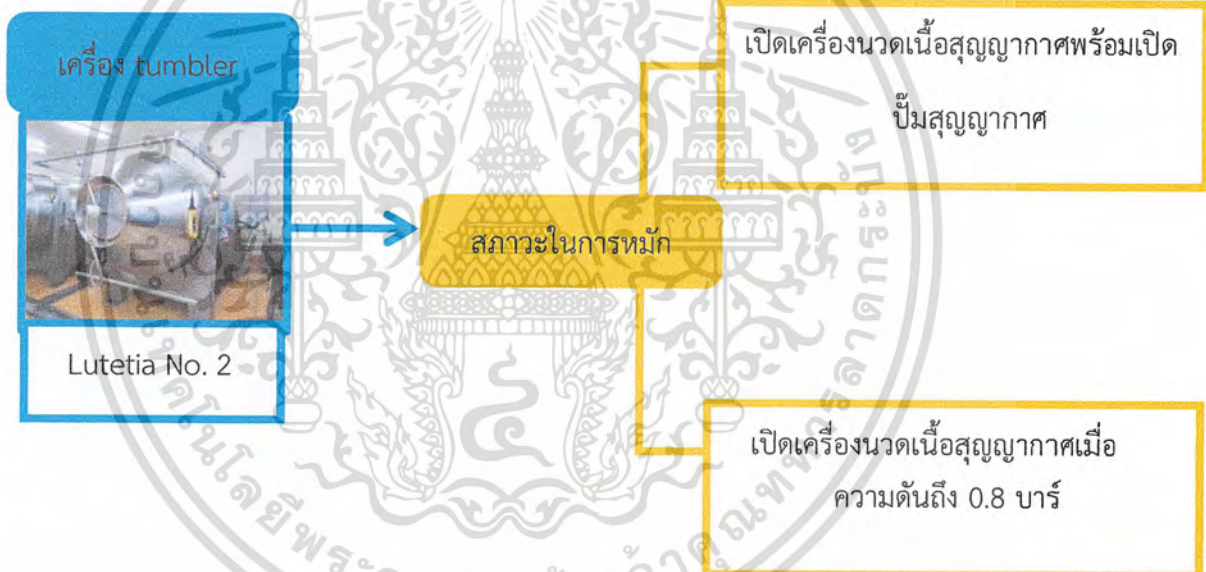 เครื่อง tumbler
Lutetia No. 2
สภาวะในการหมัก
เปิดเครื่องนวดเนื้อสุญญากาศพร้อมเปิด
ปั๊มสุญญากาศ
เปิดเครื่องนวดเนื้อสุญญากาศเมื่อ
ความดันถึง 0.8 บาร์